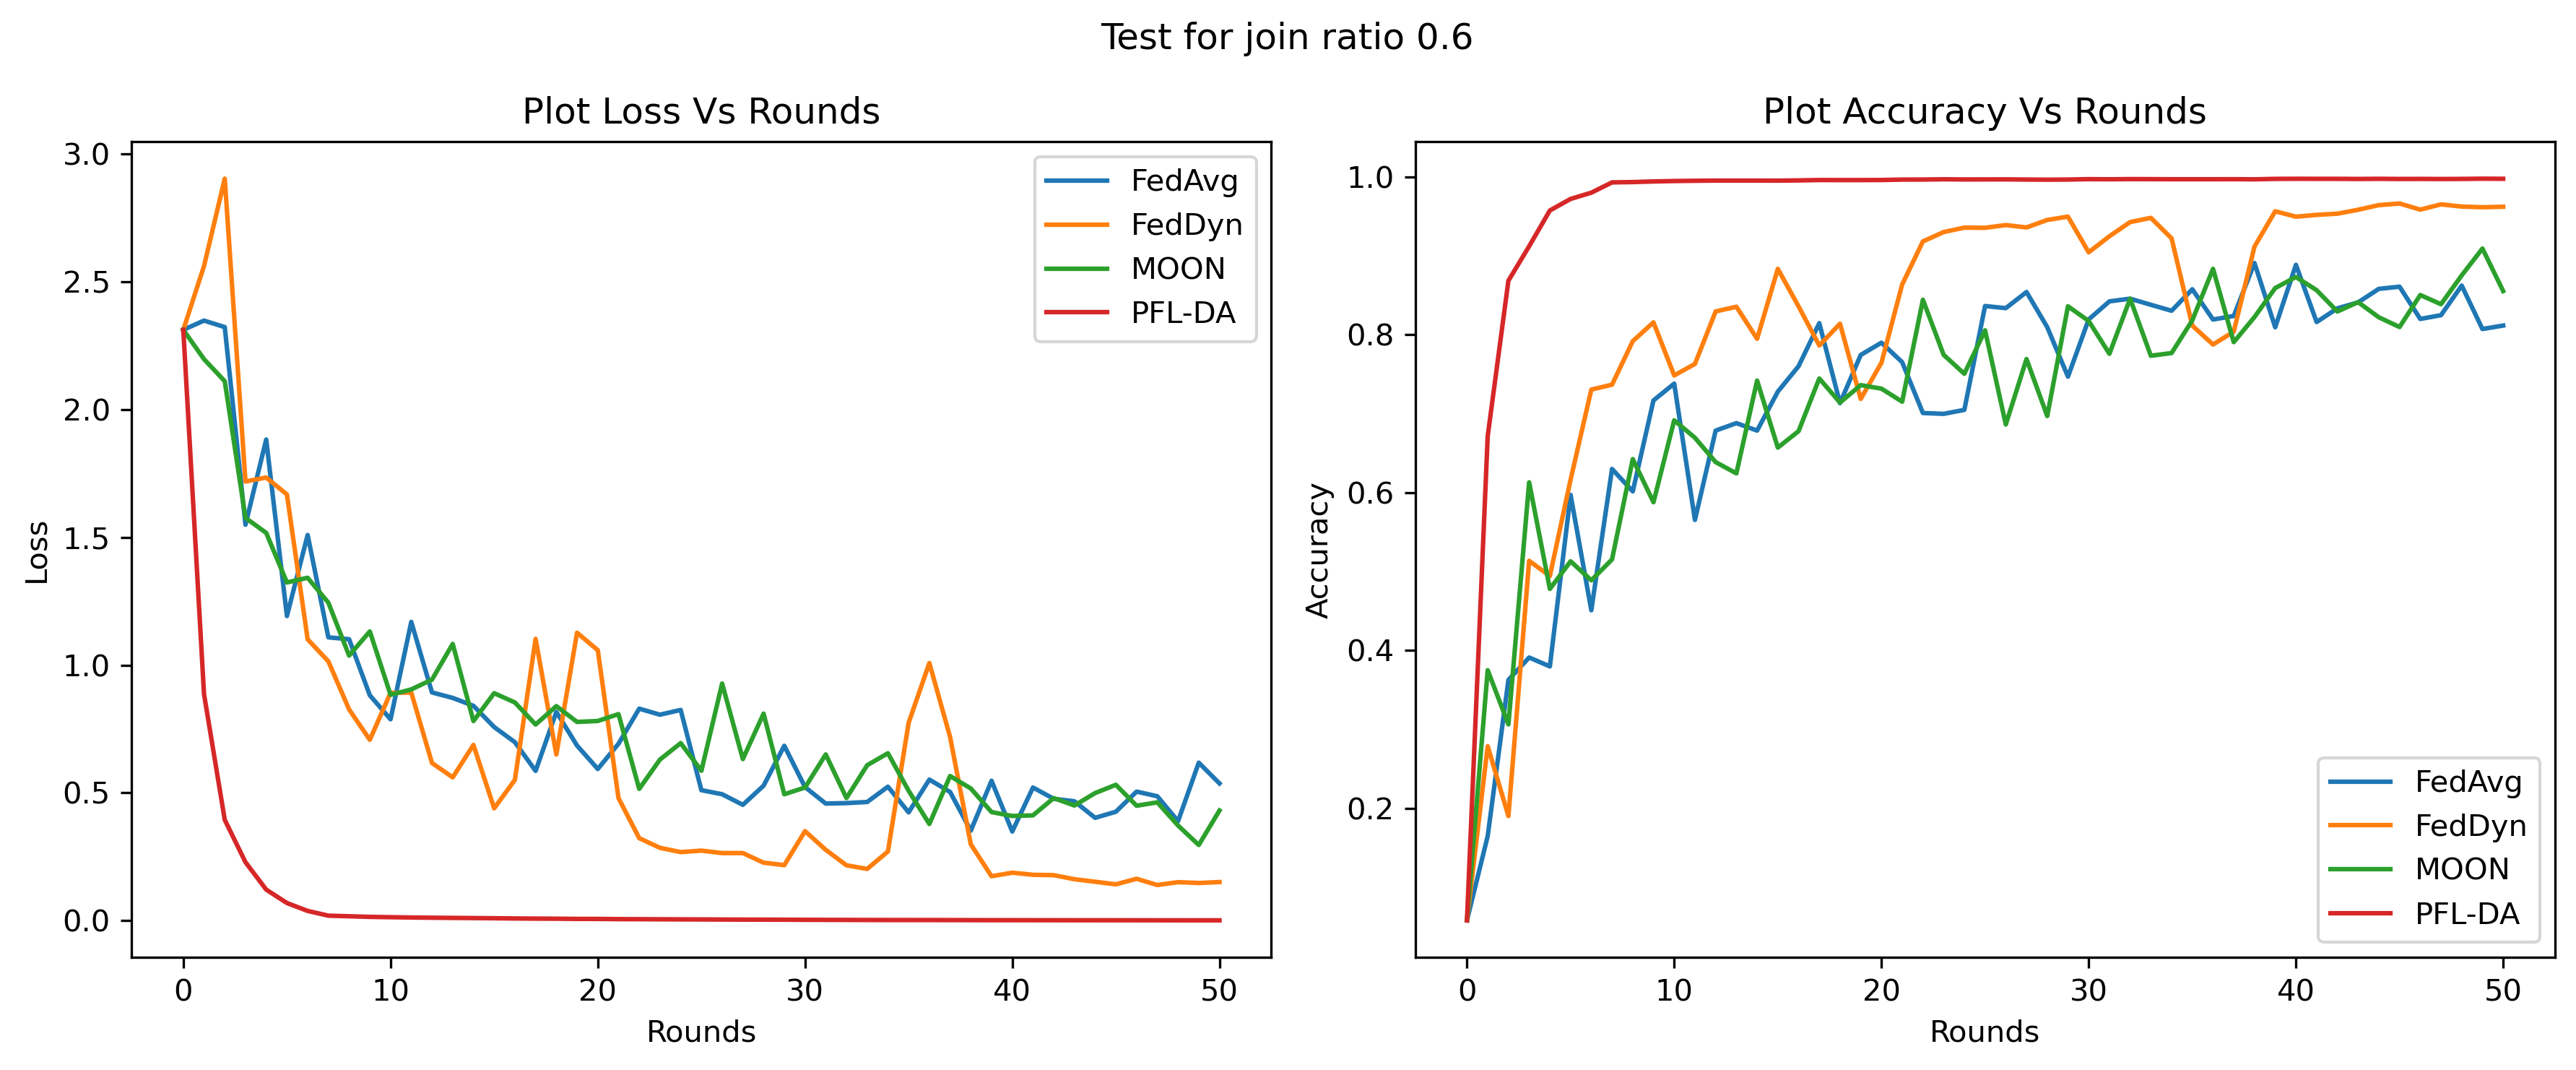 Test for join ratio 0.6
Plot Loss Vs Rounds
3.0
2.5
2.0
1.5
1.0
0.5
0.0
Loss
0 10 20 30 40 50
Rounds
FedAvg
FedDyn
MOON
PFL-DA
Plot Accuracy Vs Rounds
1.0
0.8
0.6
0.4
0.2
Accuracy
0 10 20 30 40 50
Rounds
FedAvg
FedDyn
MOON
PFL-DA